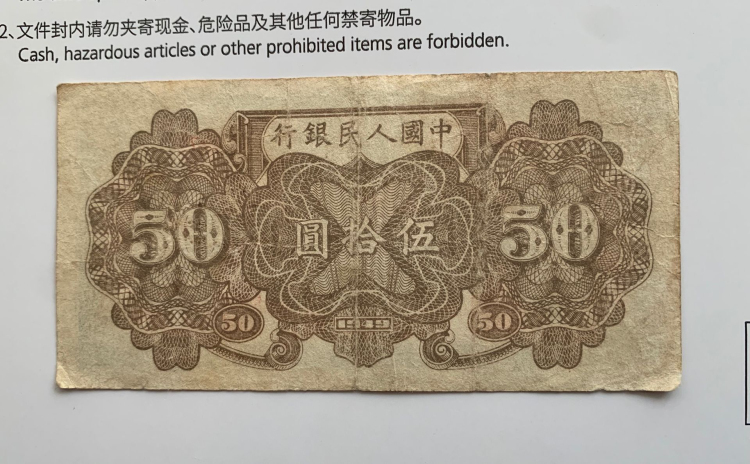 2、文件封内请勿夹寄现金、危险品及其他任何禁寄物品。
Cash, hazardous articles or other prohibited items are forbidden.
中國人民銀行
50 伍拾圓 50
50 1949 50